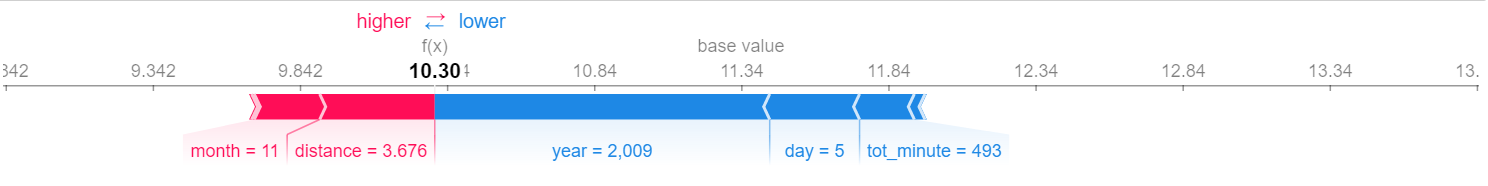 higher ⇄ lower
f(x) base value
342 9.342 9.842 10.30 4 10.84 11.34 11.84 12.34 12.84 13.34 13.
month = 11 distance = 3.676 year = 2,009 day = 5 tot_minute = 493